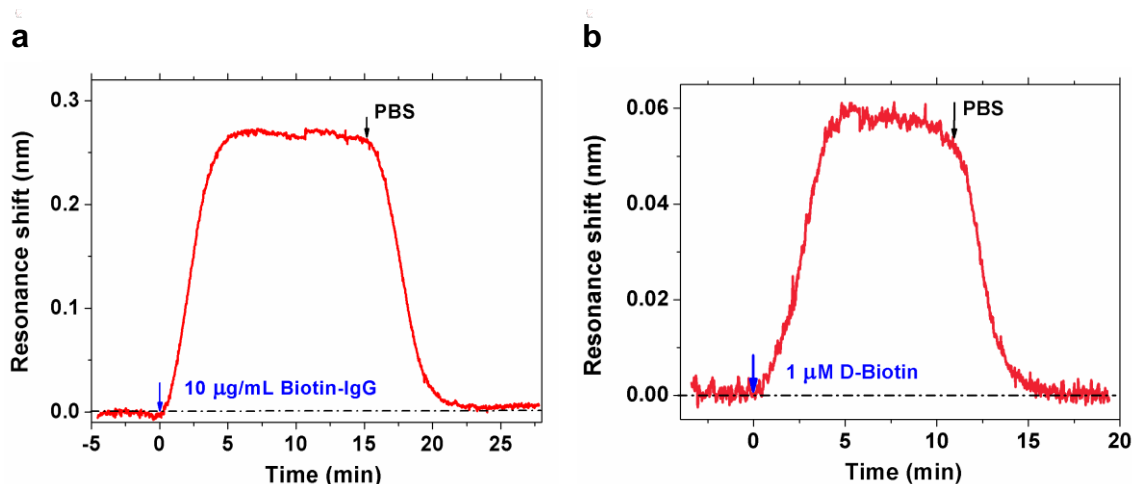 a
b
0.3
0.2
0.1
0.0
Resonance shift (nm)
PBS
10 μg/mL Biotin-IgG
-5 0 5 10 15 20 25
Time (min)
0.06
0.04
0.02
0.00
Resonance shift (nm)
PBS
1 μM D-Biotin
0 5 10 15 20
Time (min)